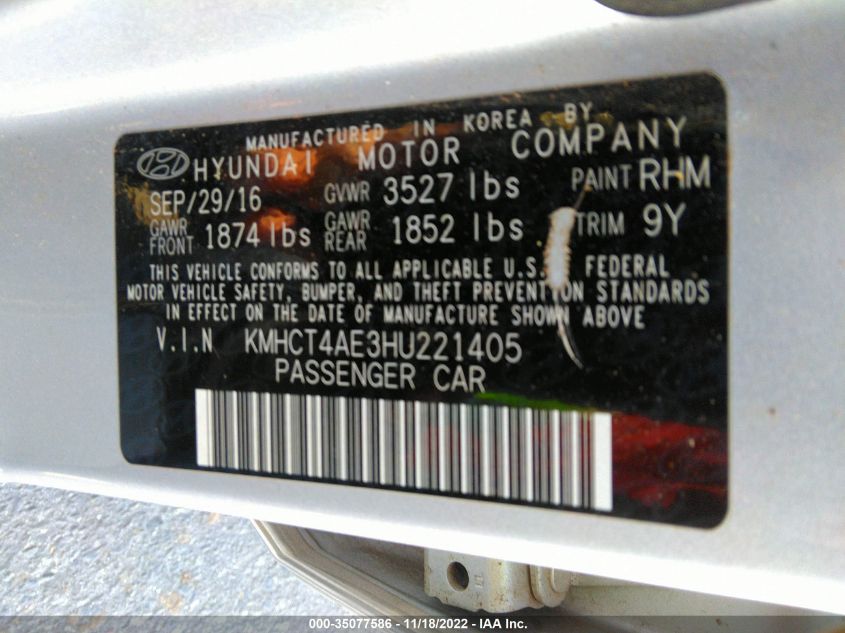 MANUFACTURED IN KOREA BY
HYUNDAI MOTOR COMPANY
SEP/29/16 GVWR 3527 lbs PAINT RHM
GAWR FRONT 1874 lbs GAWR REAR 1852 lbs TRIM 9Y
THIS VEHICLE CONFORMS TO ALL APPLICABLE U.S. FEDERAL
MOTOR VEHICLE SAFETY, BUMPER, AND THEFT PREVENTION STANDARDS
IN EFFECT ON THE DATE OF MANUFACTURE SHOWN ABOVE
V.I.N KMHCT4AE3HU221405
PASSENGER CAR
000-35077586 - 11/18/2022 - IAA Inc.